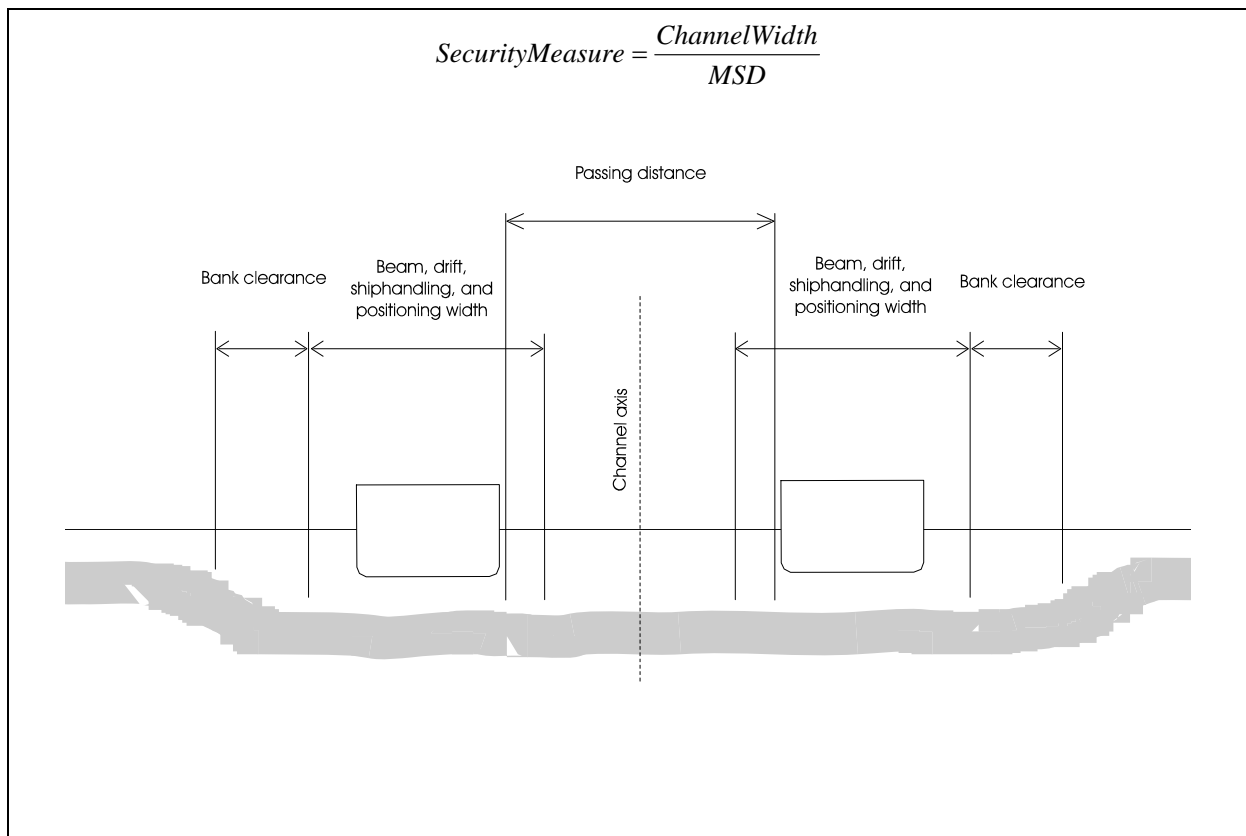 SecurityMeasure = ChannelWidth / MSD
Passing distance
Bank clearance
Beam, drift,
shiphandling, and
positioning width
Beam, drift,
shiphandling, and
positioning width
Bank clearance
Channel axis